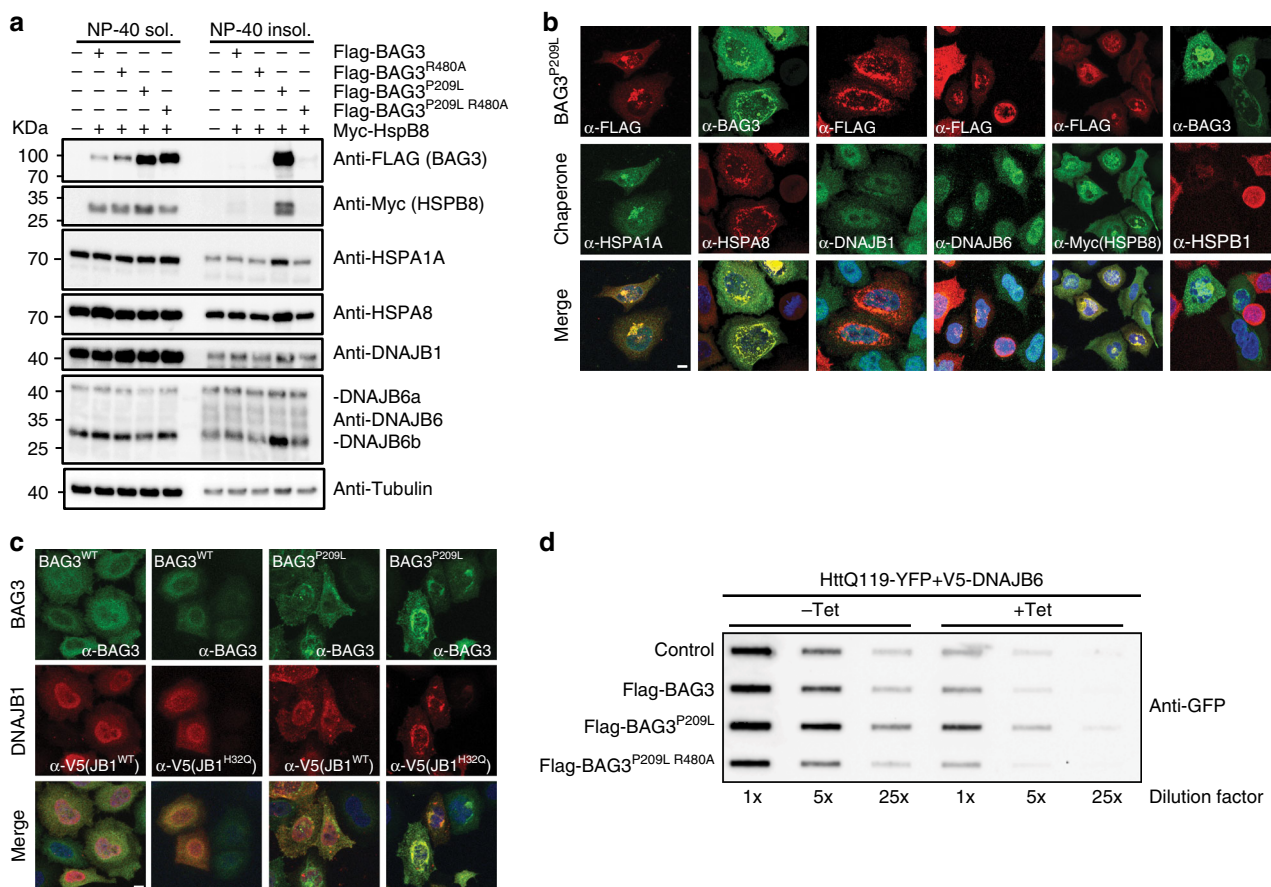 a
NP-40 sol. NP-40 insol.
– + – – – – + – – – Flag-BAG3
– – + – – – – + – – Flag-BAG3R480A
– – – + – – – – + – Flag-BAG3P209L
– – – – + – – – – + Flag-BAG3P209L R480A
KDa – + + + + – + + + + Myc-HspB8
100
70
Anti-FLAG (BAG3)
35
25
Anti-Myc (HSPB8)
70
Anti-HSPA1A
70
Anti-HSPA8
40
Anti-DNAJB1
40
35
25
-DNAJB6a
Anti-DNAJB6
-DNAJB6b
40
Anti-Tubulin
b
BAG3P209L
α-FLAG α-BAG3 α-FLAG α-FLAG α-FLAG α-BAG3
Chaperone
α-HSPA1A α-HSPA8 α-DNAJB1 α-DNAJB6 α-Myc(HSPB8) α-HSPB1
Merge
c
BAG3WT BAG3WT BAG3P209L BAG3P209L
BAG3
α-BAG3 α-BAG3 α-BAG3 α-BAG3
DNAJB1
α-V5(JB1WT) α-V5(JB1H32Q) α-V5(JB1WT) α-V5(JB1H32Q)
Merge
d
HttQ119-YFP+V5-DNAJB6
–Tet +Tet
Control
Flag-BAG3
Flag-BAG3P209L
Flag-BAG3P209L R480A
Anti-GFP
1x 5x 25x 1x 5x 25x Dilution factor